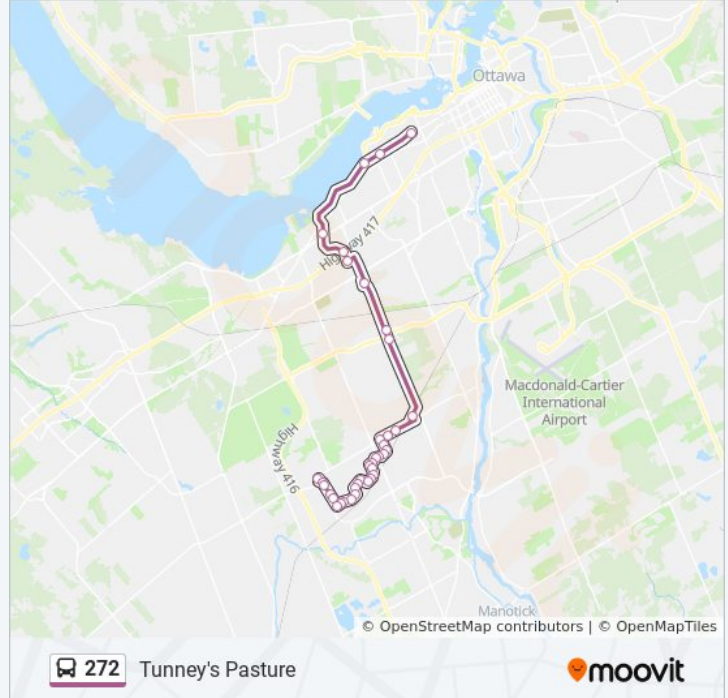 Ottawa
Highway 417
Macdonald-Cartier
International
Airport
Highway 416
Manotick
© OpenStreetMap contributors | © OpenMapTiles
272 Tunney's Pasture
moovit